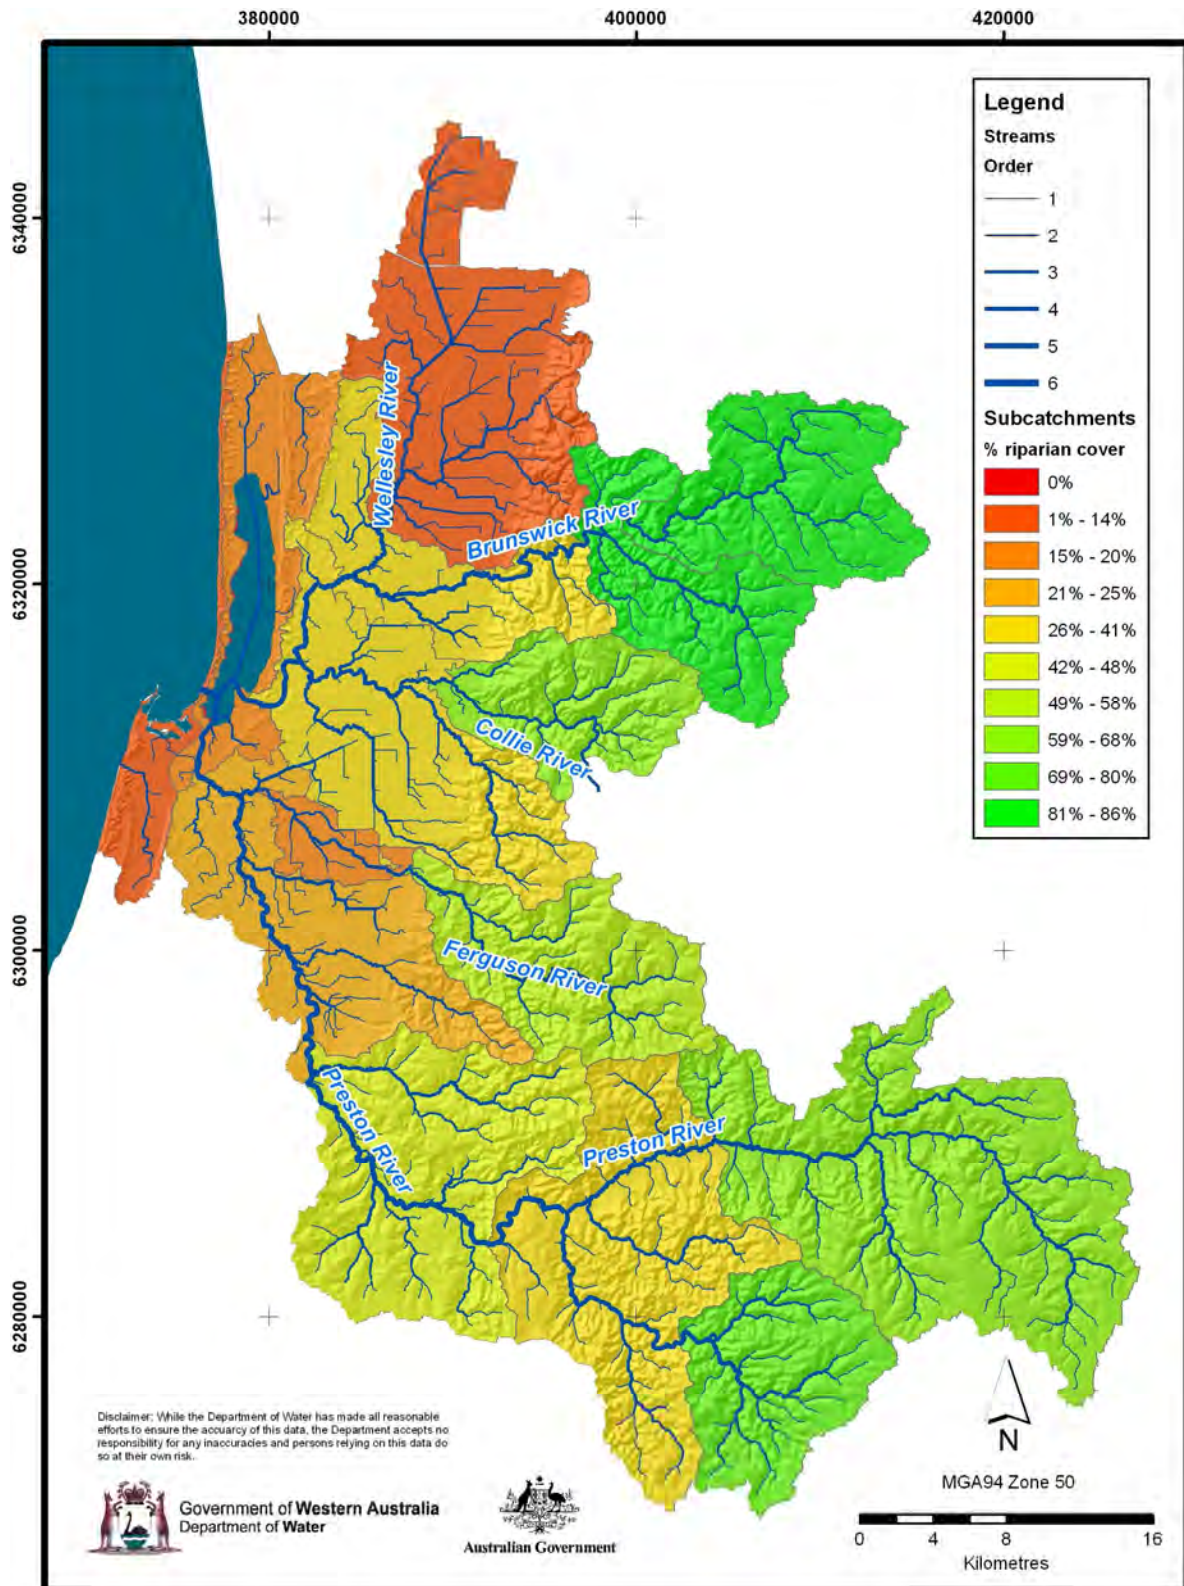 380000
400000
420000
6340000
6320000
6300000
6280000
Legend
Streams
Order
1
2
3
4
5
6
Subcatchments
% riparian cover
0%
1% - 14%
15% - 20%
21% - 25%
26% - 41%
42% - 48%
49% - 58%
59% - 68%
69% - 80%
81% - 86%
Wellesley River
Brunswick River
Collie River
Ferguson River
Preston River
Preston River
Disclaimer: While the Department of Water has made all reasonable
efforts to ensure the accuarcy of this data, the Department accepts no
responsibility for any inaccuracies and persons relying on this data do
so at their own risk.
Government of Western Australia
Department of Water
Australian Government
N
MGA94 Zone 50
0 4 8 16
Kilometres